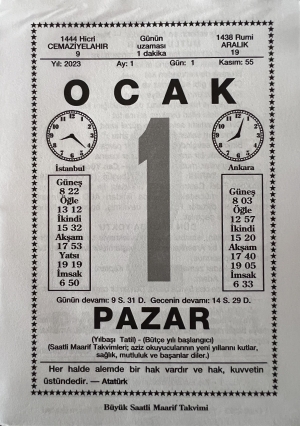 1444 Hicri
CEMAZİYELAHIR
9
Günün
uzaması
1 dakika
1438 Rumi
ARALIK
19
Yıl: 2023 Ay: 1 Gün: 1 Kasım: 55
OCAK
1
İstanbul
Güneş
8 22
Öğle
13 12
İkindi
15 32
Akşam
17 53
Yatsı
19 19
İmsak
6 50
Ankara
Güneş
8 03
Öğle
12 57
İkindi
15 20
Akşam
17 40
19 05
İmsak
6 33
Günün devamı: 9 S. 31 D. Gecenin devamı: 14 S. 29 D.
PAZAR
(Yılbaşı Tatil) - (Bütçe yılı başlangıcı)
(Saatli Maarif Takvimleri; aziz okuyucularının yeni yıllarını kutlar,
sağlık, mutluluk ve başarılar diler.)
Her halde alemde bir hak vardır ve hak, kuvvetin
üstündedir. — Atatürk
Büyük Saatli Maarif Takvimi